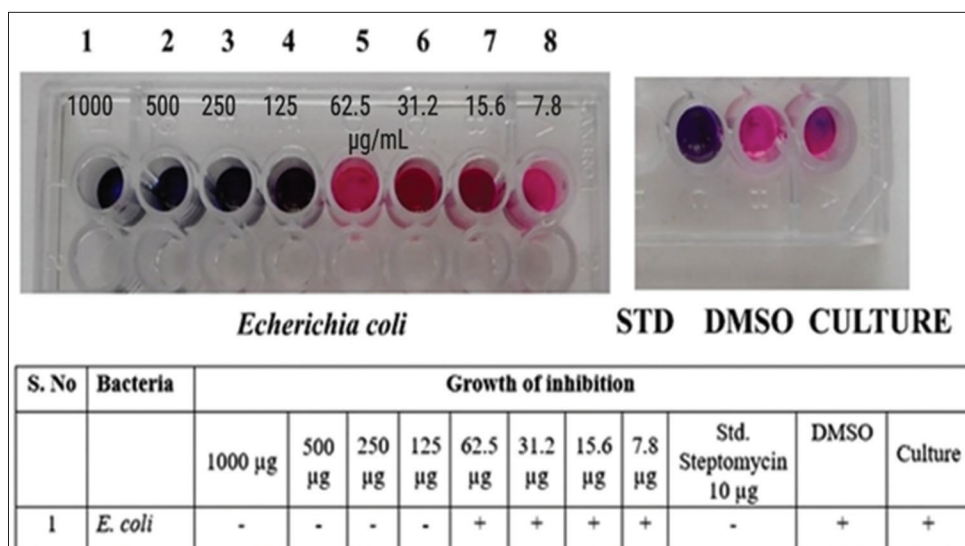 1 2 3 4 5 6 7 8
1000 500 250 125 62.5 31.2 15.6 7.8
µg/mL
C B A
Echerichia coli
STD DMSO CULTURE
S. No Bacteria Growth of inhibition
1000 µg 500 µg 250 µg 125 µg 62.5 µg 31.2 µg 15.6 µg 7.8 µg Std. Steptomycin 10 µg DMSO Culture
1 E. coli - - - - + + + + - + +